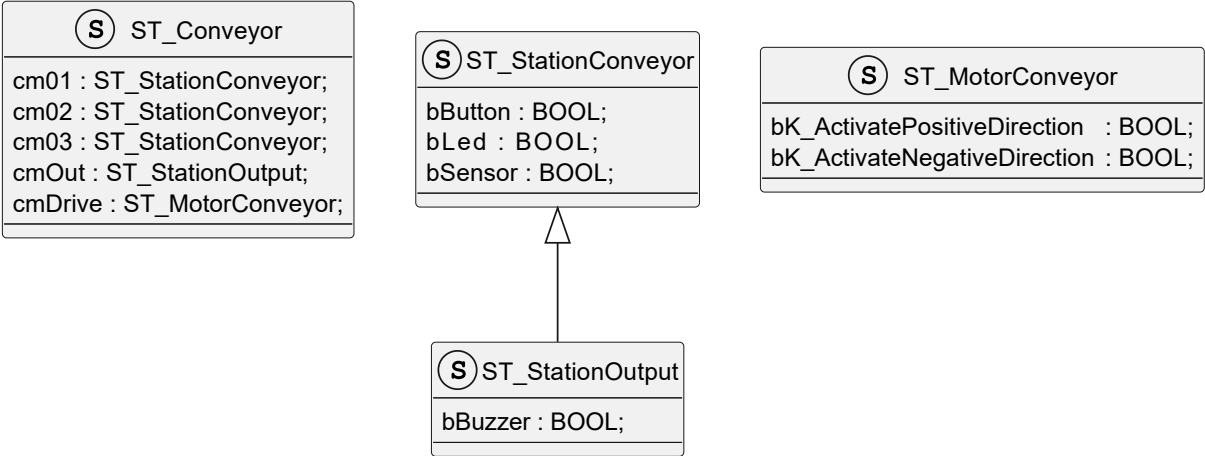 S ST_Conveyor
cm01 : ST_StationConveyor;
cm02 : ST_StationConveyor;
cm03 : ST_StationConveyor;
cmOut : ST_StationOutput;
cmDrive : ST_MotorConveyor;
S ST_StationConveyor
bButton : BOOL;
bLed : BOOL;
bSensor : BOOL;
S ST_MotorConveyor
bK_ActivatePositiveDirection : BOOL;
bK_ActivateNegativeDirection : BOOL;
S ST_StationOutput
bBuzzer : BOOL;